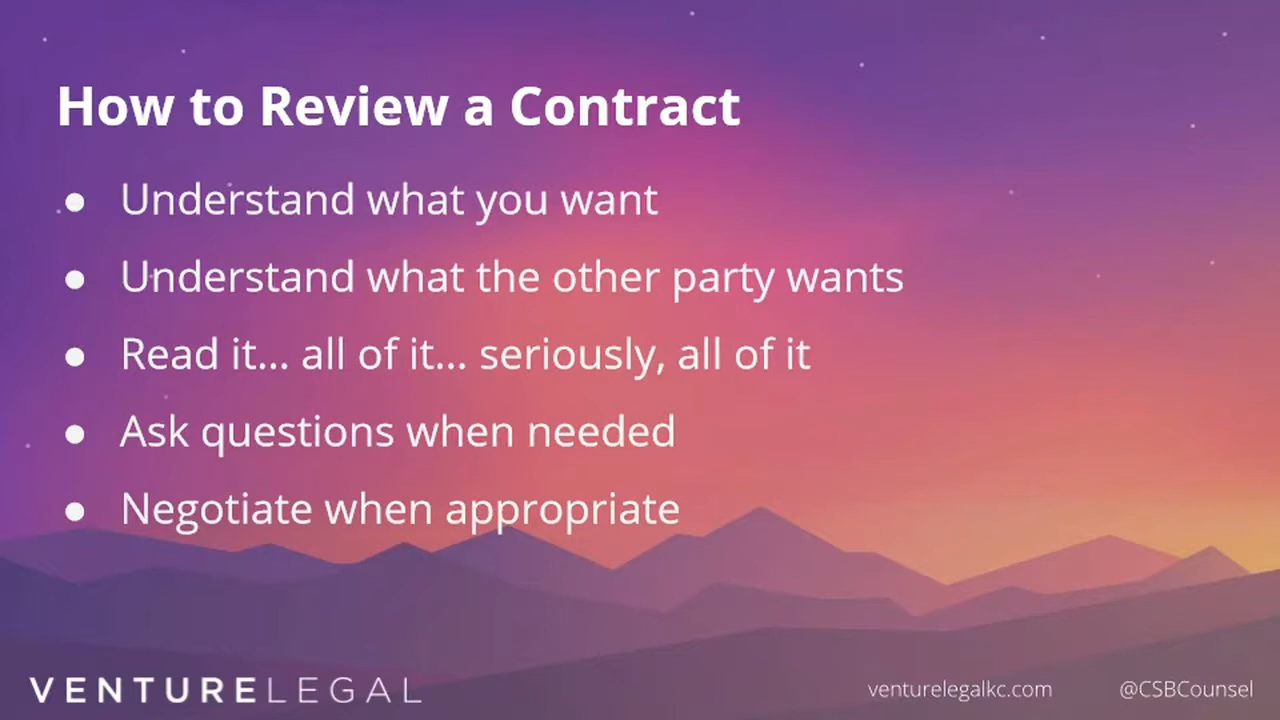 How to Review a Contract
● Understand what you want
● Understand what the other party wants
● Read it... all of it... seriously, all of it
● Ask questions when needed
● Negotiate when appropriate
VENTURELEGAL
venturelegalkc.com
@CSBCounsel